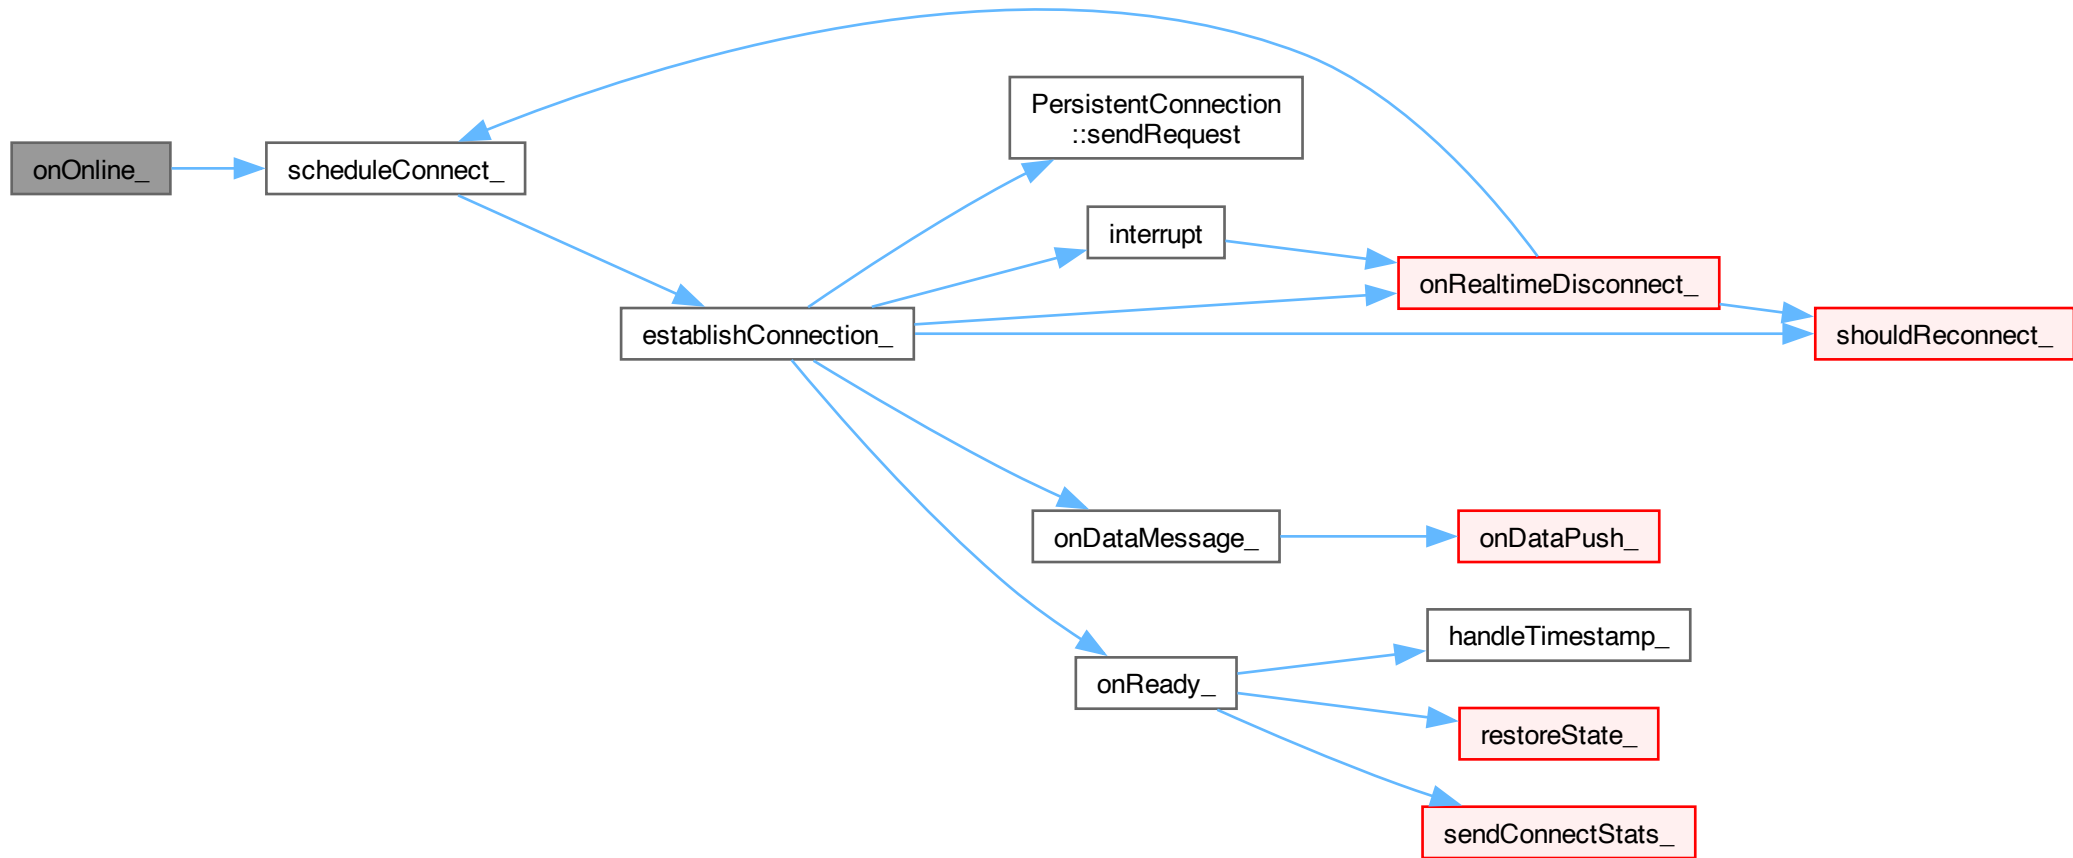 onOnline_
scheduleConnect_
establishConnection_
PersistentConnection
::sendRequest
interrupt
onRealtimeDisconnect_
shouldReconnect_
onDataMessage_
onDataPush_
onReady_
handleTimestamp_
restoreState_
sendConnectStats_